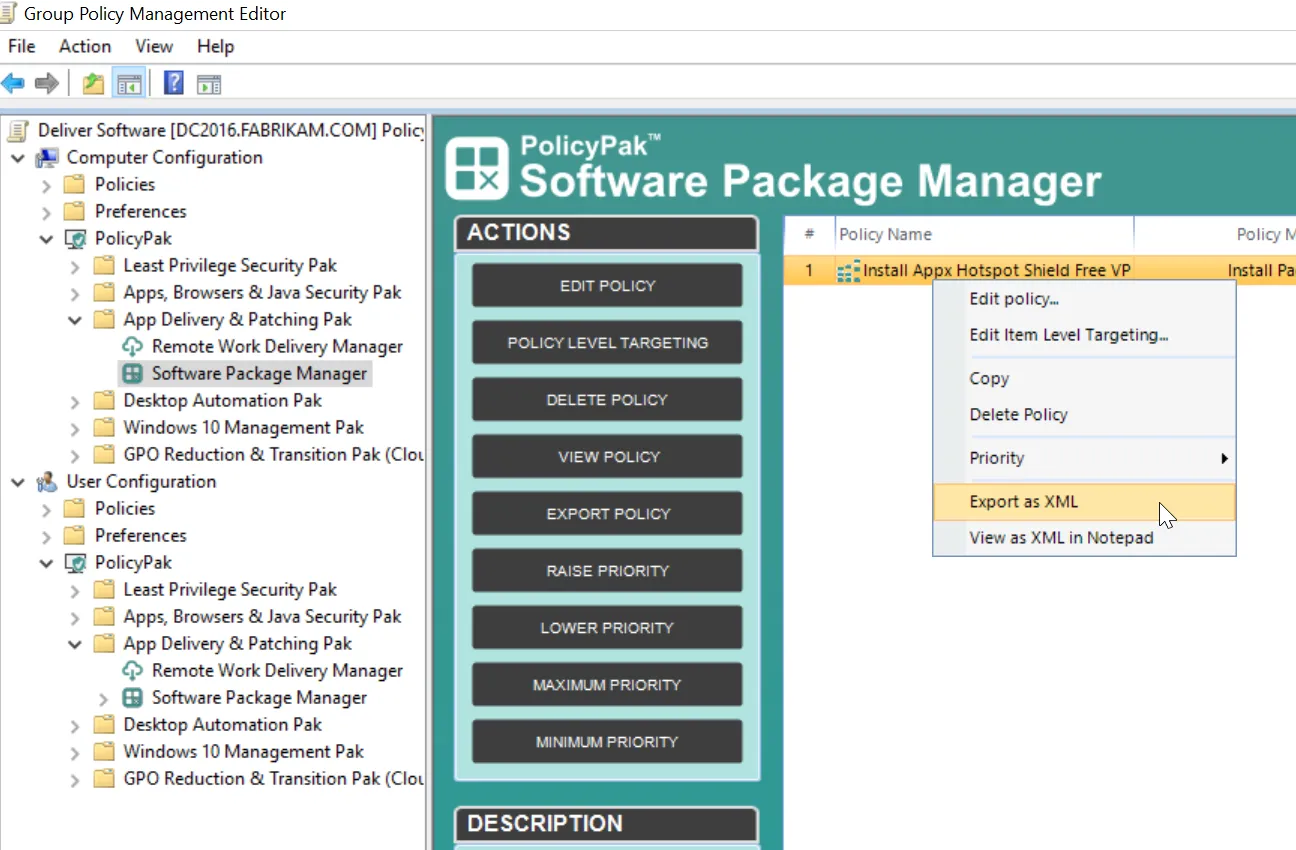 Group Policy Management Editor
File Action View Help
Deliver Software [DC2016.FABRIKAM.COM] Policy
Computer Configuration
Policies
Preferences
PolicyPak
Least Privilege Security Pak
Apps, Browsers & Java Security Pak
App Delivery & Patching Pak
Remote Work Delivery Manager
Software Package Manager
Desktop Automation Pak
Windows 10 Management Pak
GPO Reduction & Transition Pak (Clou
User Configuration
Policies
Preferences
PolicyPak
Least Privilege Security Pak
Apps, Browsers & Java Security Pak
App Delivery & Patching Pak
Remote Work Delivery Manager
Software Package Manager
Desktop Automation Pak
Windows 10 Management Pak
GPO Reduction & Transition Pak (Clou
PolicyPak™
Software Package Manager
ACTIONS
EDIT POLICY
POLICY LEVEL TARGETING
DELETE POLICY
VIEW POLICY
EXPORT POLICY
RAISE PRIORITY
LOWER PRIORITY
MAXIMUM PRIORITY
MINIMUM PRIORITY
DESCRIPTION
# Policy Name Policy M
1 Install Appx Hotspot Shield Free VP Install Pa
Edit policy...
Edit Item Level Targeting...
Copy
Delete Policy
Priority
Export as XML
View as XML in Notepad